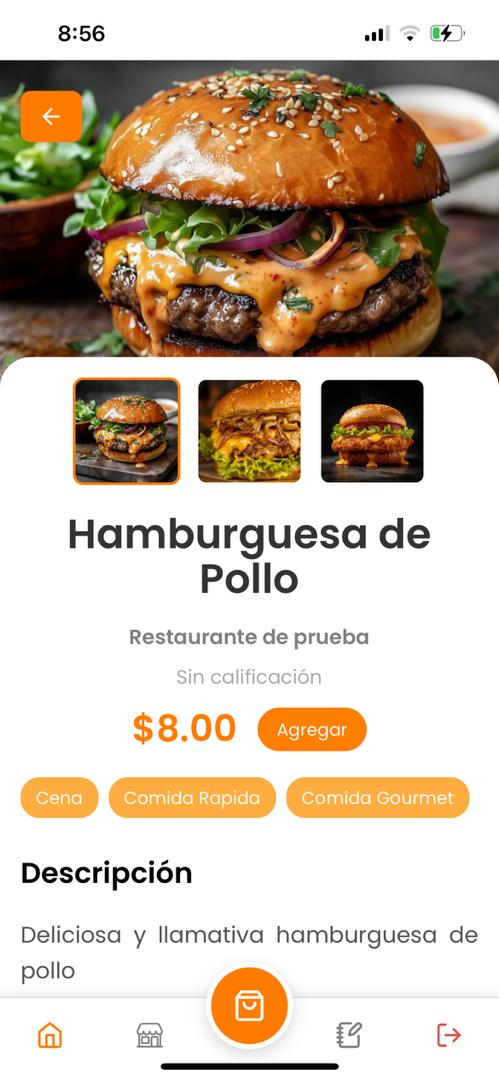 8:56
Hamburguesa de
Pollo
Restaurante de prueba
Sin calificación
$8.00 Agregar
Cena Comida Rapida Comida Gourmet
Descripción
Deliciosa y llamativa hamburguesa de
pollo